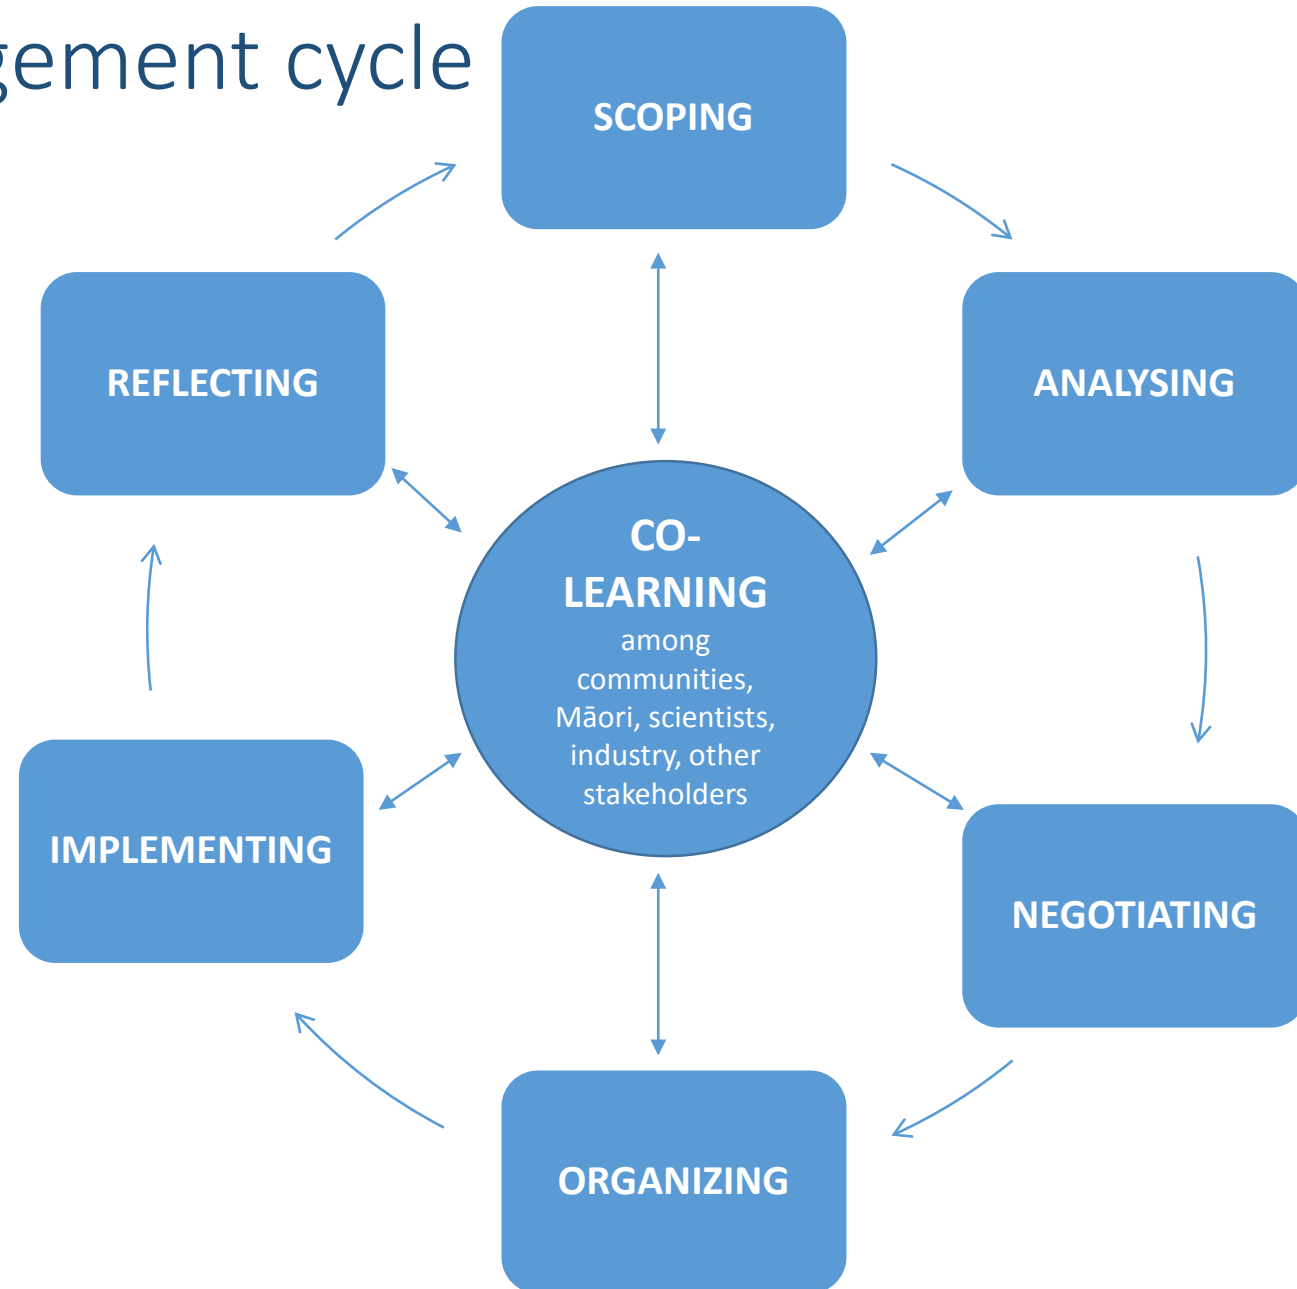 gement cycle
SCOPING
REFLECTING
ANALYSING
CO-
LEARNING
among
communities,
Māori, scientists,
industry, other
stakeholders
IMPLEMENTING
NEGOTIATING
ORGANIZING